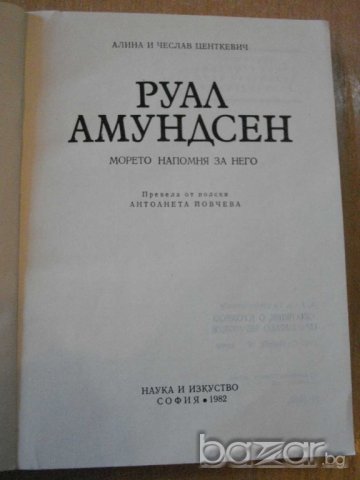 АЛИНА И ЧЕСЛАВ ЦЕНТКЕВИЧ
РУАЛ
АМУНДСЕН
МОРЕТО НАПОМНЯ ЗА НЕГО
Превела от полски
АНТОАНЕТА ЙОВЧЕВА
НАУКА И ИЗКУСТВО
СОФИЯ • 1982
bazar.bg